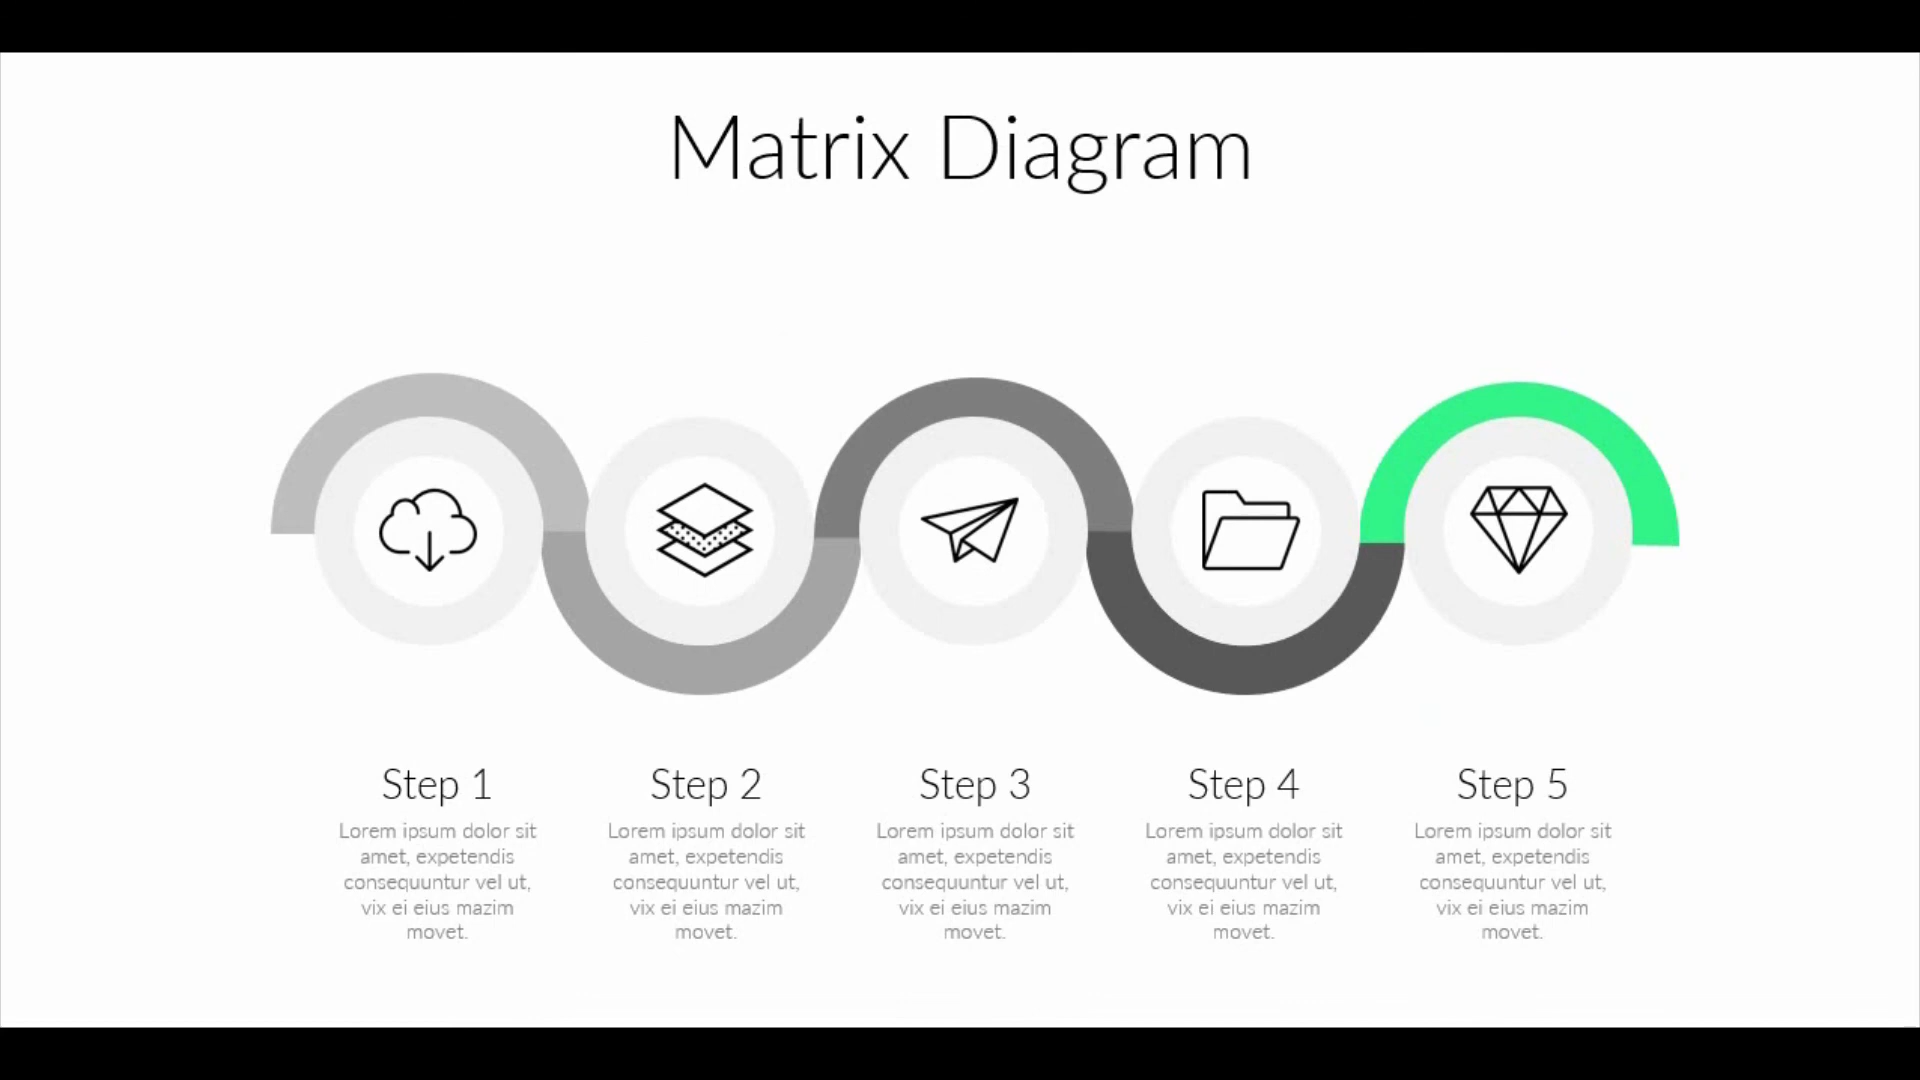 Matrix Diagram
Step 1
Lorem ipsum dolor sit
amet, expetendis
consequuntur vel ut,
vix ei eius mazim
movet.
Step 2
Lorem ipsum dolor sit
amet, expetendis
consequuntur vel ut,
vix ei eius mazim
movet.
Step 3
Lorem ipsum dolor sit
amet, expetendis
consequuntur vel ut,
vix ei eius mazim
movet.
Step 4
Lorem ipsum dolor sit
amet, expetendis
consequuntur vel ut,
vix ei eius mazim
movet.
Step 5
Lorem ipsum dolor sit
amet, expetendis
consequuntur vel ut,
vix ei eius mazim
movet.